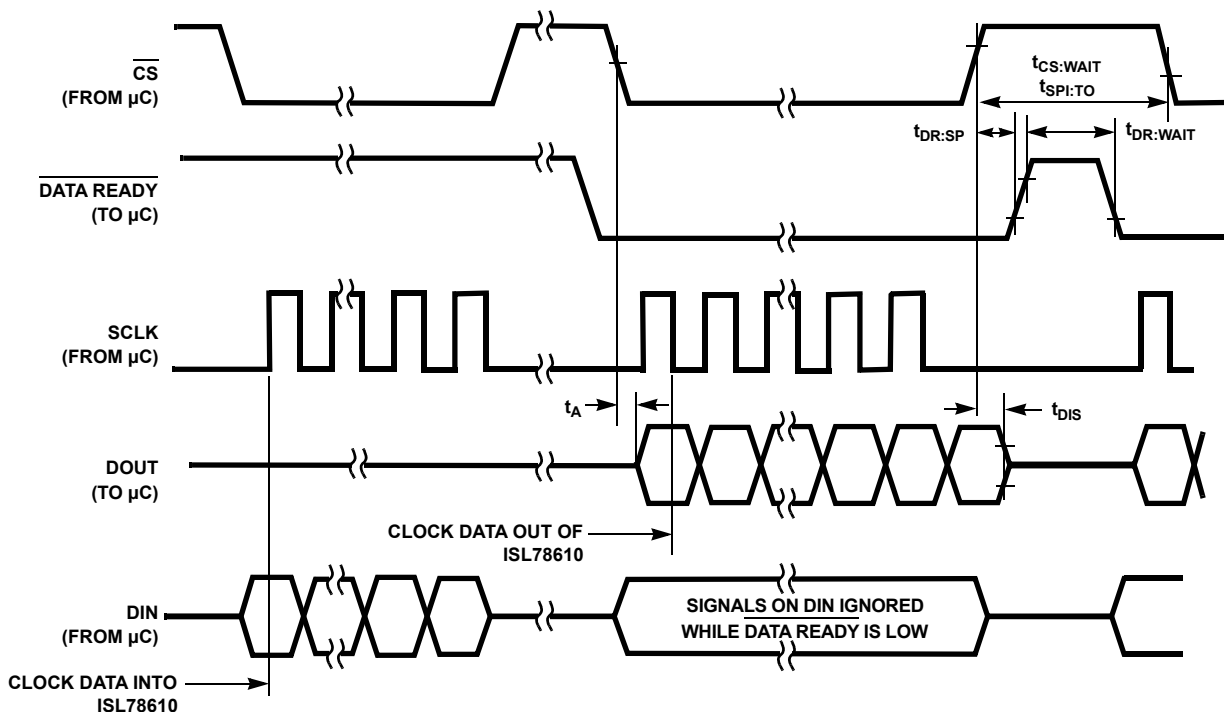 CS
(FROM µC)
tCS:WAIT
tSPI:TO
tDR:SP
tDR:WAIT
DATA READY
(TO µC)
SCLK
(FROM µC)
tA
tDIS
DOUT
(TO µC)
CLOCK DATA OUT OF
ISL78610
DIN
(FROM µC)
SIGNALS ON DIN IGNORED
WHILE DATA READY IS LOW
CLOCK DATA INTO
ISL78610